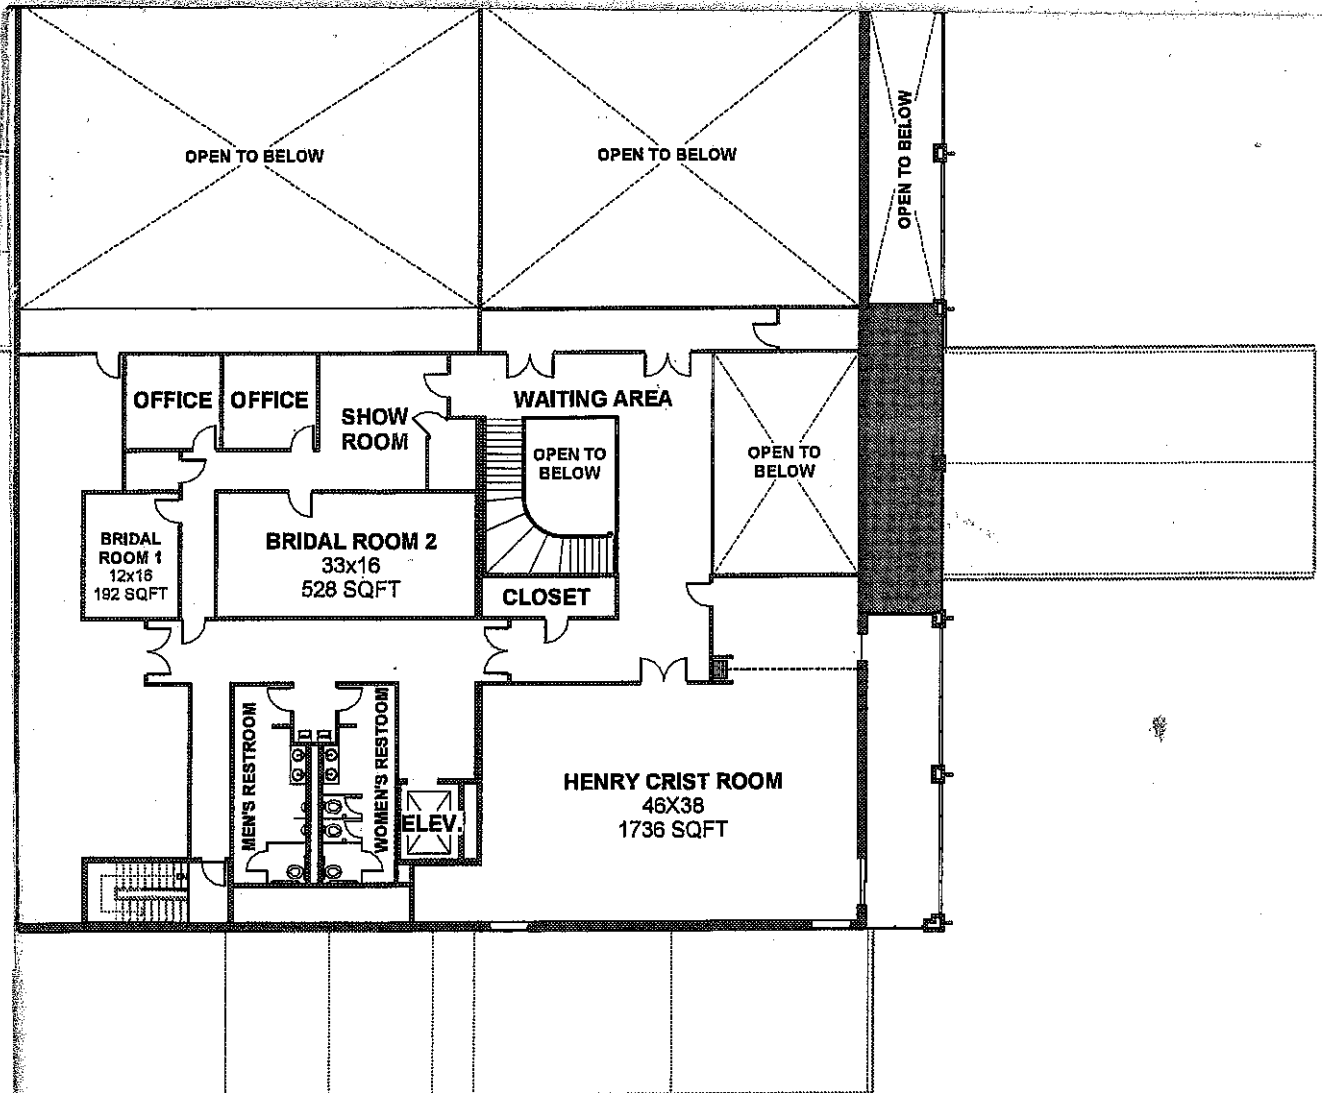 OPEN TO BELOW
OPEN TO BELOW
OPEN TO BELOW
OFFICE
OFFICE
SHOW
ROOM
WAITING AREA
OPEN TO
BELOW
OPEN TO
BELOW
BRIDAL
ROOM 1
12x16
192 SQFT
BRIDAL ROOM 2
33x16
528 SQFT
CLOSET
MEN'S RESTROOM
WOMEN'S RESTOOM
ELEV.
HENRY CRIST ROOM
46X38
1736 SQFT